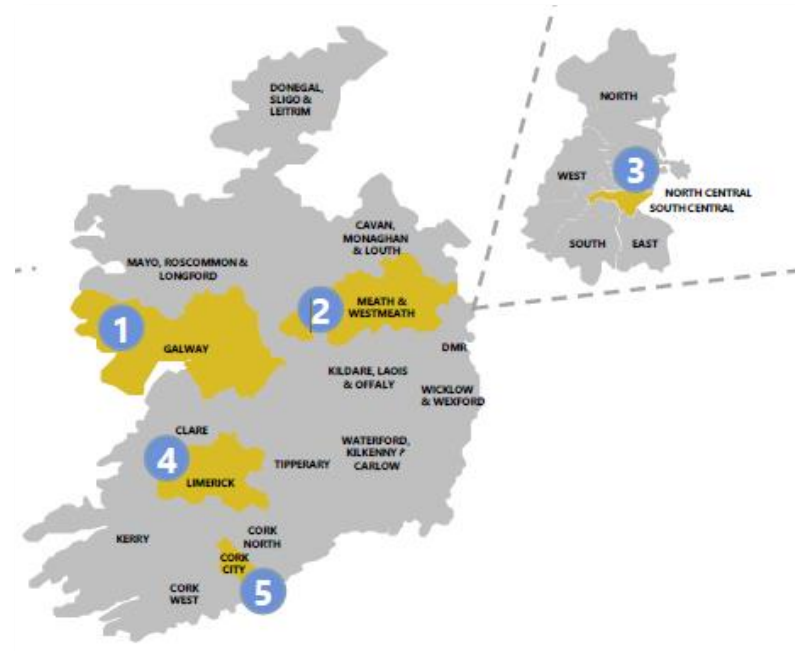 DONEGAL,
SLIGO &
LEITRIM
NORTH
3
WEST
NORTH CENTRAL
SOUTH CENTRAL
SOUTH
EAST
CAVAN,
MONAGHAN
& LOUTH
MAYO, ROSCOMMON &
LONGFORD
1
2
MEATH &
WESTMEATH
GALWAY
DMR
KILDARE, LAOIS
& OFFALY
WICKLOW
& WEXFORD
CLARE
4
LIMERICK
TIPPERARY
WATERFORD,
KILKENNY
CARLOW
KERRY
CORK
NORTH
CORK
CITY
CORK
WEST
5